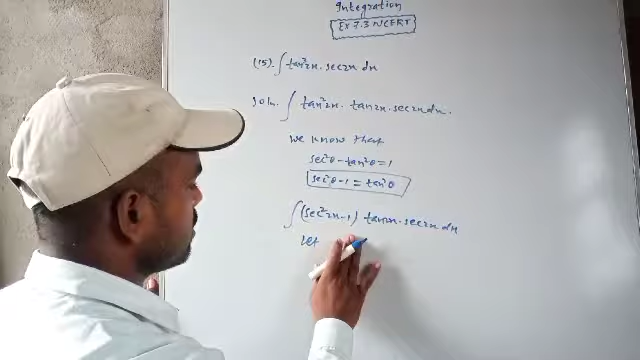 Integration
Ex 7.3 NCERT
(15). ∫ tan³2x. sec2x dx
Soln. ∫ tan²2x. tan2x. sec2x dx.
We know that
sec²θ - tan²θ = 1
sec²θ - 1 = tan²θ
∫ (sec²2x - 1) tan2x. sec2x dx
Let